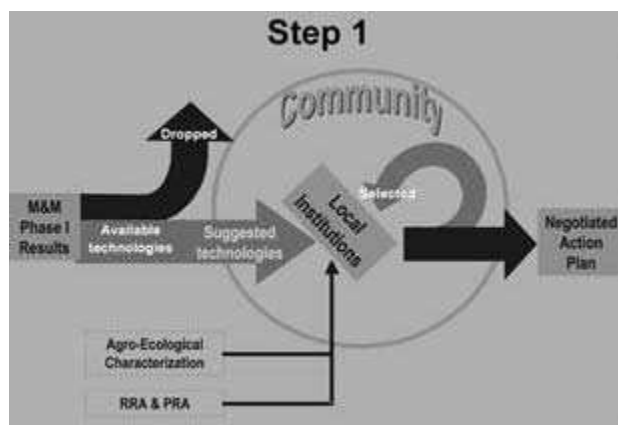 Step 1
Community
Dropped
Selected
Local
Institutions
M&M
Phase I
Results
Available
technologies
Suggested
technologies
Negotiated
Action
Plan
Agro-Ecological
Characterization
RRA & PRA